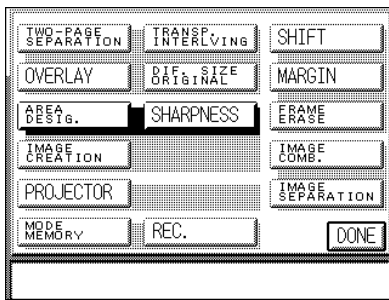 TWO-PAGE
SEPARATION
TRANSP.
INTERLVING
SHIFT
OVERLAY
DIF. SIZE
ORIGINAL
MARGIN
AREA
DESIG.
SHARPNESS
FRAME
ERASE
IMAGE
CREATION
IMAGE
COMB.
PROJECTOR
IMAGE
SEPARATION
MODE
MEMORY
REC.
DONE